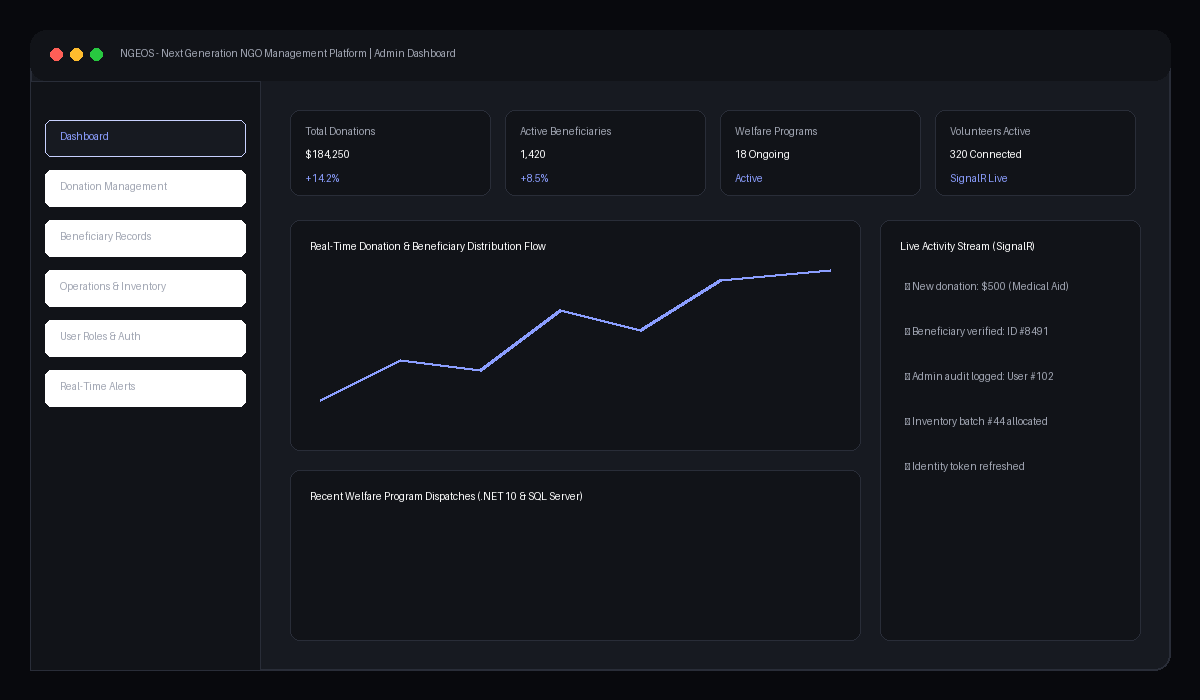 NGEOS - Next Generation NGO Management Platform | Admin Dashboard
Dashboard
Donation Management
Beneficiary Records
Operations & Inventory
User Roles & Auth
Real-Time Alerts
Total Donations
$184,250
+14.2%
Active Beneficiaries
1,420
+8.5%
Welfare Programs
18 Ongoing
Active
Volunteers Active
320 Connected
SignalR Live
Real-Time Donation & Beneficiary Distribution Flow
Recent Welfare Program Dispatches (.NET 10 & SQL Server)
Live Activity Stream (SignalR)
New donation: $500 (Medical Aid)
Beneficiary verified: ID #8491
Admin audit logged: User #102
Inventory batch #44 allocated
Identity token refreshed